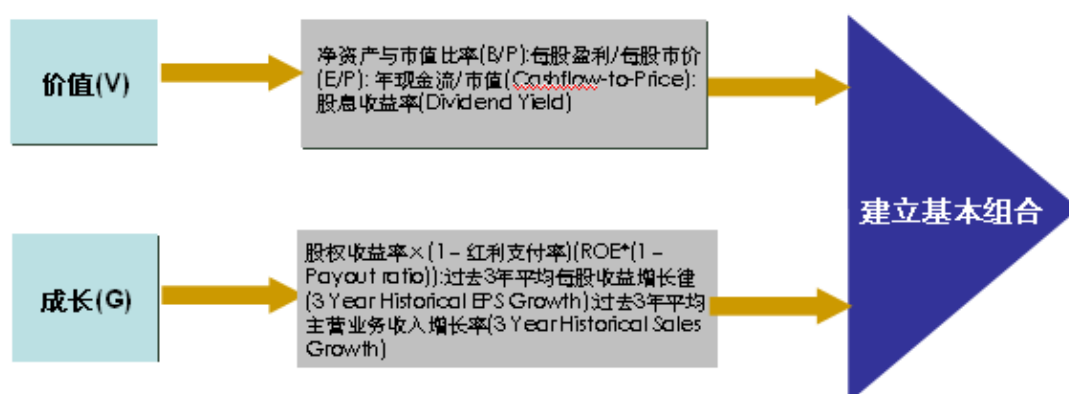 价值(V)
净资产与市值比率(B/P):每股盈利/每股市价
(E/P):年现金流/市值(Cashflow-to-Price):
股息收益率(Dividend Yield)
建立基本组合
成长(G)
股权收益率×(1－红利支付率)(ROE*(1－
Payout ratio)):过去3年平均每股收益增长律
(3 Year Historical EPS Growth):过去3年平均
主营业务收入增长率(3 Year Historical Sales
Growth)